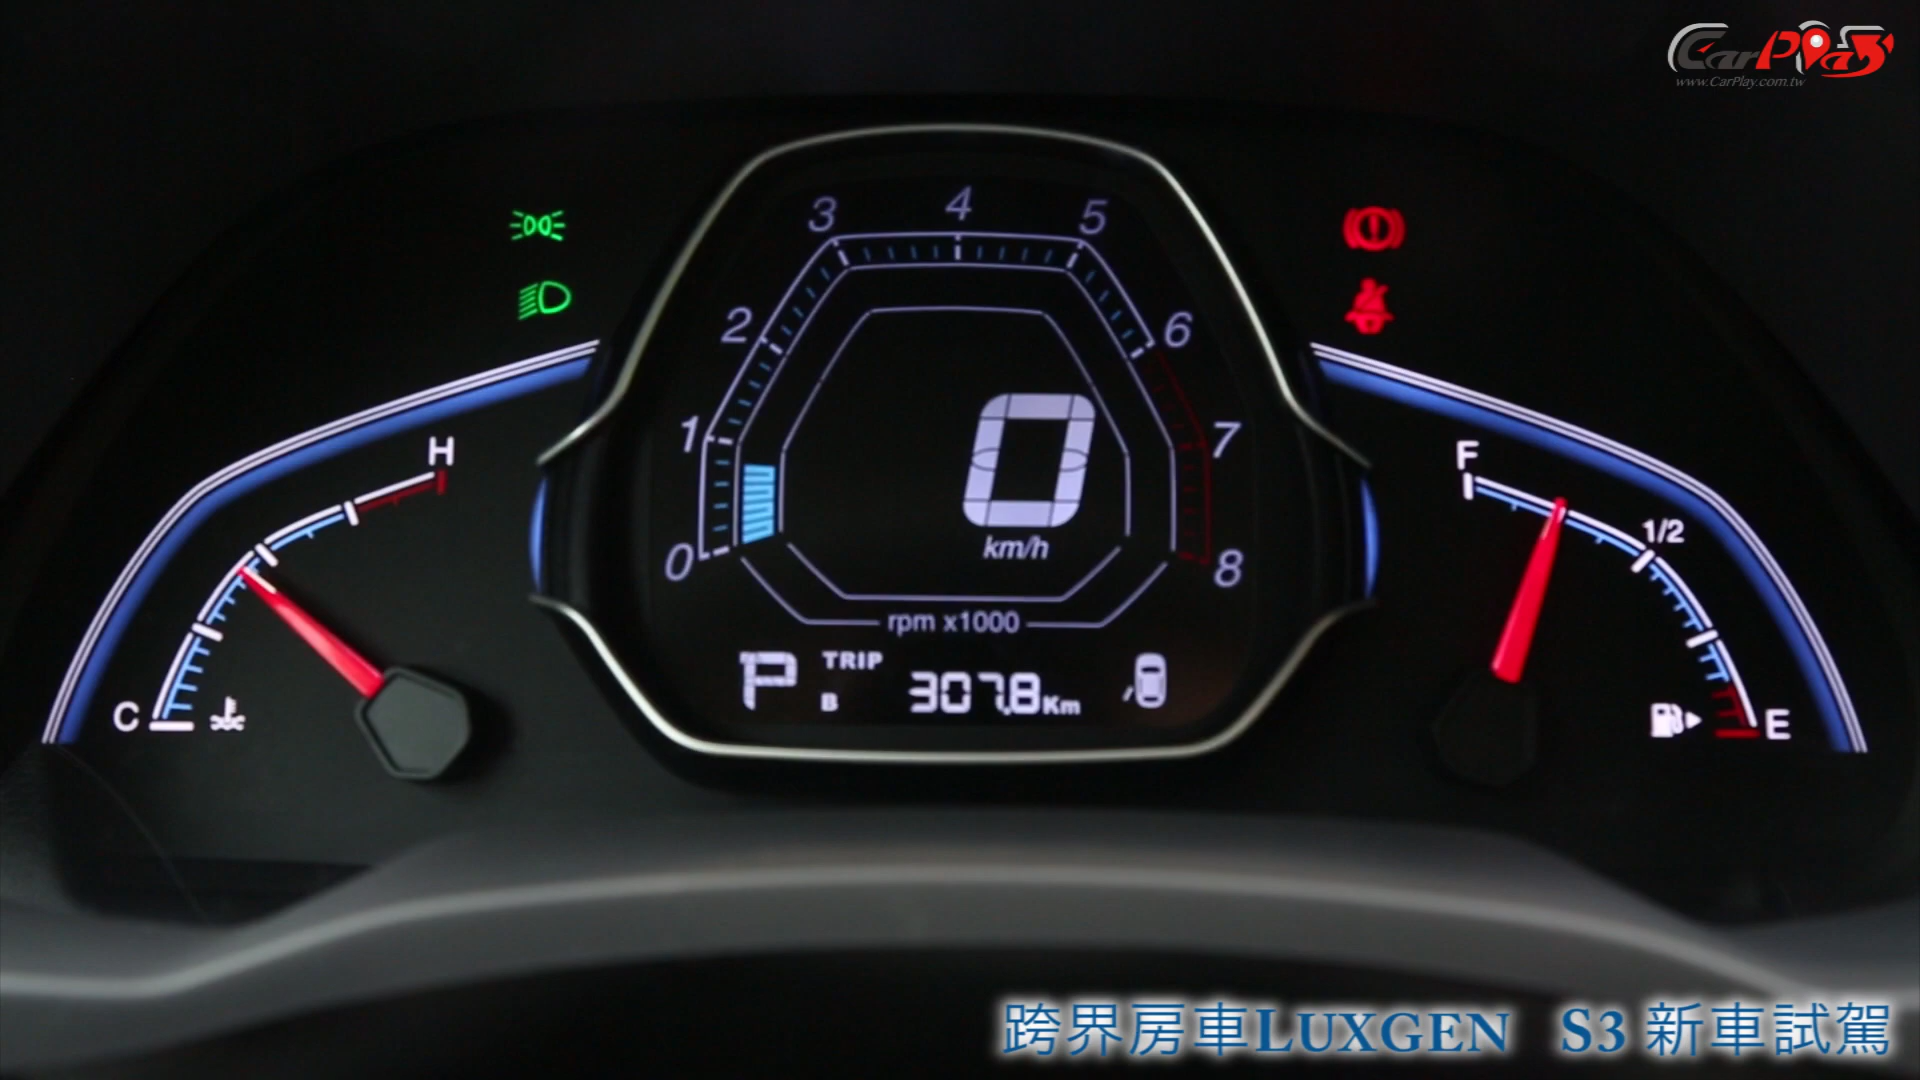 CarPlay
www.CarPlay.com.tw
3 4 5
2 6
1 7
0 8
0
km/h
rpm x1000
P TRIP B 307.8Km
H
C
F
1/2
E
跨界房車LUXGEN S3 新車試駕